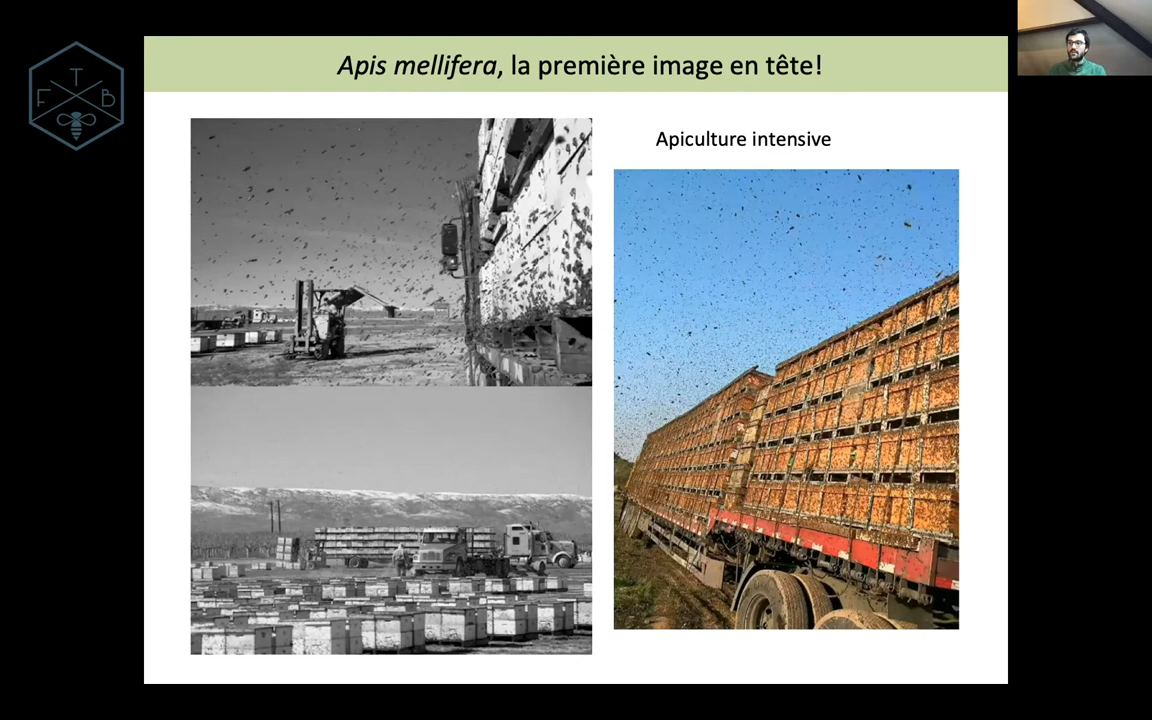 T
F B
Apis mellifera, la première image en tête!
Apiculture intensive